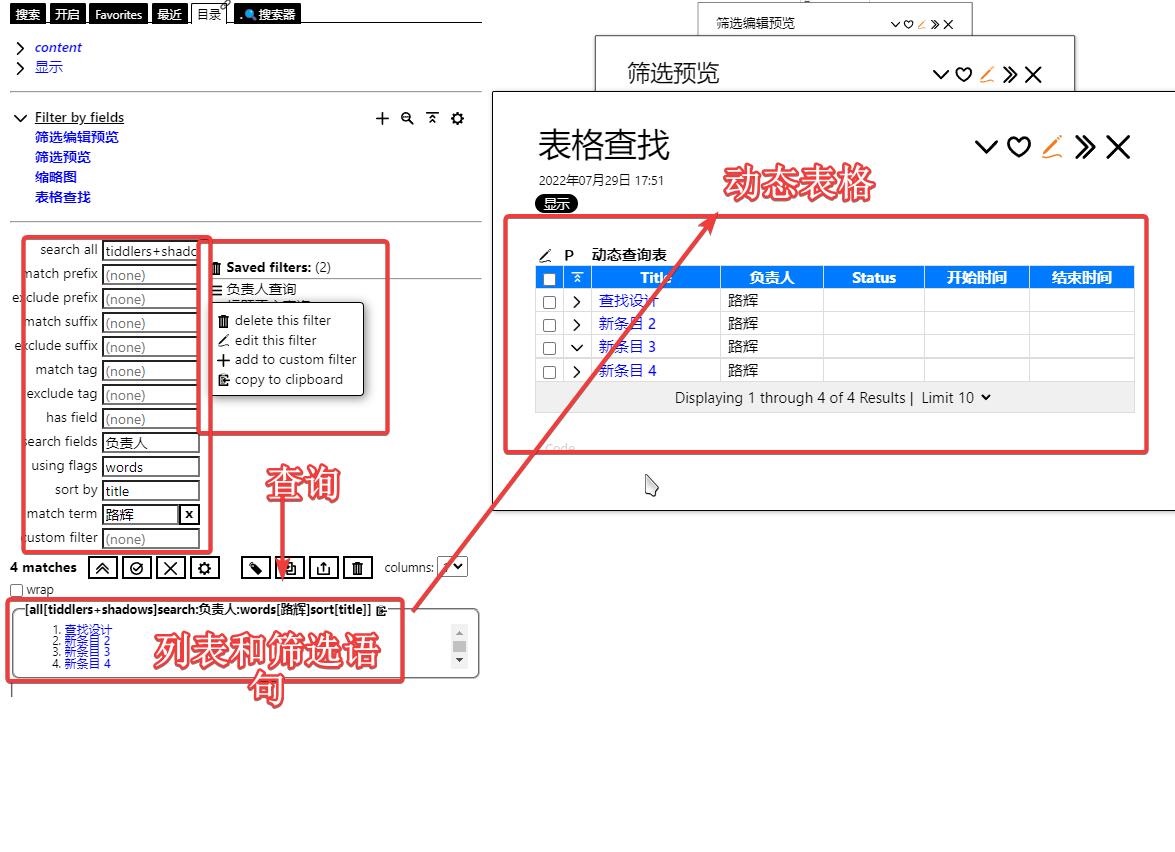 搜索 开启 Favorites 最近 目录 .🔍搜索器
content
显示
Filter by fields
筛选编辑预览
筛选预览
缩略图
表格查找
search all tiddlers+shado
match prefix (none)
exclude prefix (none)
match suffix (none)
exclude suffix (none)
match tag (none)
exclude tag (none)
has field (none)
search fields 负责人
using flags words
sort by title
match term 路辉 x
custom filter (none)
Saved filters: (2)
负责人查询
delete this filter
edit this filter
add to custom filter
copy to clipboard
查询
4 matches columns:
wrap
[all[tiddlers+shadows]search:负责人:words[路辉]sort[title]]
1. 查找设计
2. 新条目 2
3. 新条目 3
4. 新条目 4
列表和筛选语
句
筛选编辑预览
筛选预览
表格查找
2022年07月29日 17:51
显示
动态表格
P 动态查询表
Title 负责人 Status 开始时间 结束时间
查找设计 路辉
新条目 2 路辉
新条目 3 路辉
新条目 4 路辉
Displaying 1 through 4 of 4 Results | Limit 10
Code